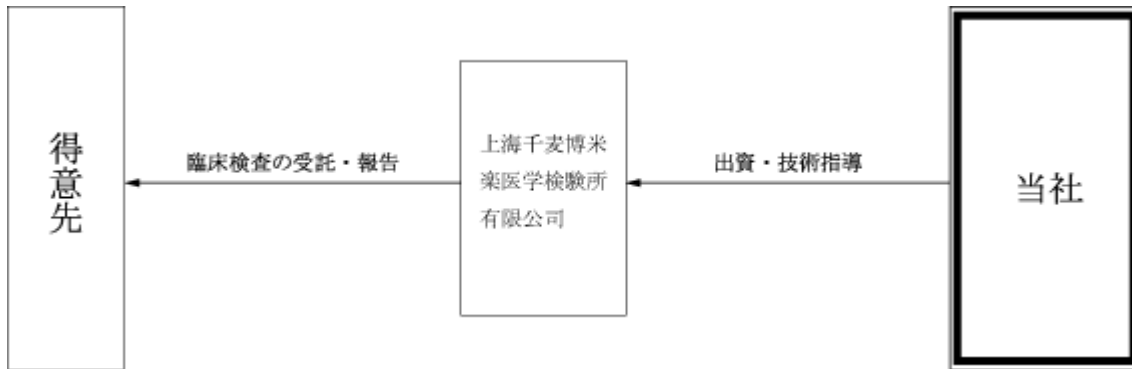 得意先
臨床検査の受託・報告
上海千麦博米
楽医学検験所
有限公司
出資・技術指導
当社